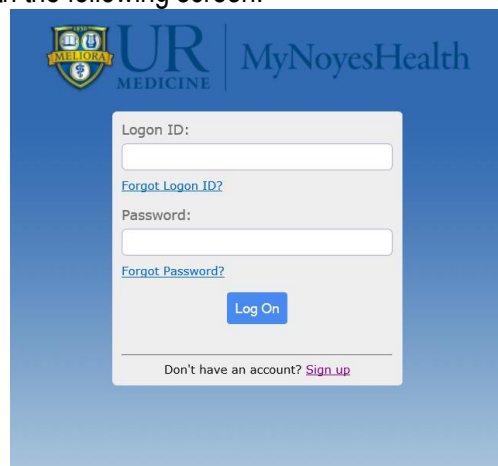 the following screen.
UR
MEDICINE
MyNoyesHealth
MELIORA
Logon ID:
Forgot Logon ID?
Password:
Forgot Password?
Log On
Don't have an account? Sign up